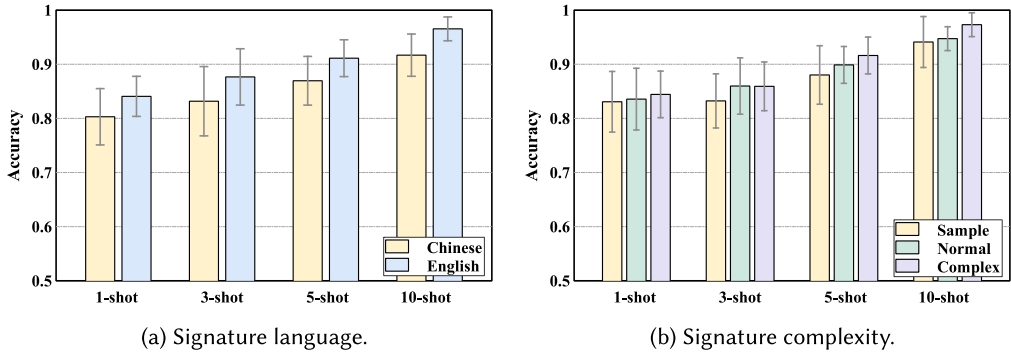 1
0.9
0.8
0.7
0.6
0.5
Accuracy
1-shot 3-shot 5-shot 10-shot
Chinese
English
(a) Signature language.
1
0.9
0.8
0.7
0.6
0.5
Accuracy
1-shot 3-shot 5-shot 10-shot
Sample
Normal
Complex
(b) Signature complexity.